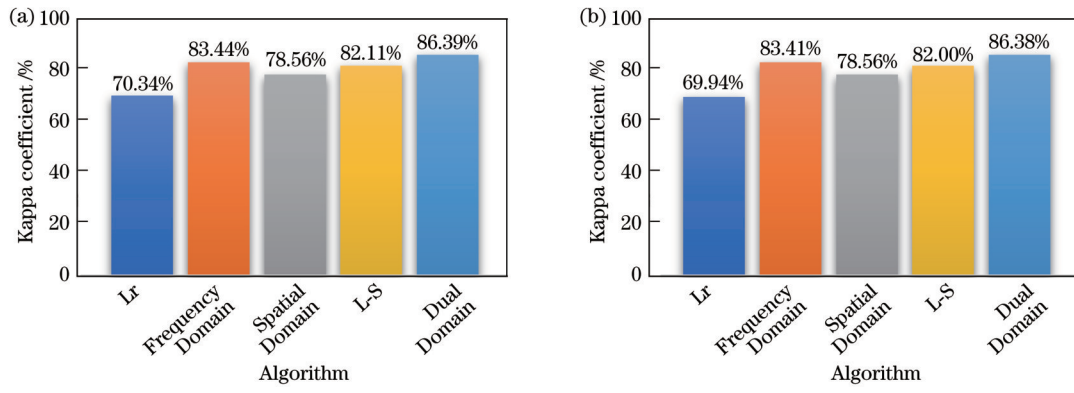 (a)
Kappa coefficient /%
100
80
60
40
20
0
70.34%
83.44%
78.56%
82.11%
86.39%
Lr
Frequency
Domain
Spatial
Domain
L-S
Dual
Domain
Algorithm
(b)
Kappa coefficient /%
100
80
60
40
20
0
69.94%
83.41%
78.56%
82.00%
86.38%
Lr
Frequency
Domain
Spatial
Domain
L-S
Dual
Domain
Algorithm